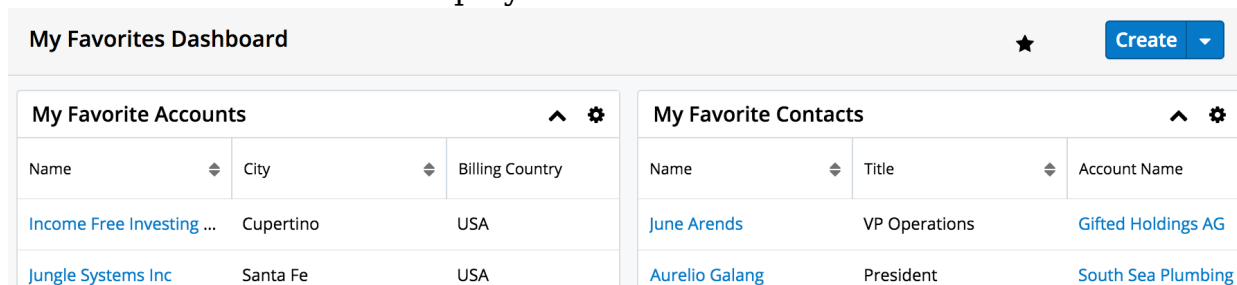 My Favorites Dashboard Create
My Favorite Accounts My Favorite Contacts
Name City Billing Country Name Title Account Name
Income Free Investing ... Cupertino USA June Arends VP Operations Gifted Holdings AG
Jungle Systems Inc Santa Fe USA Aurelio Galang President South Sea Plumbing